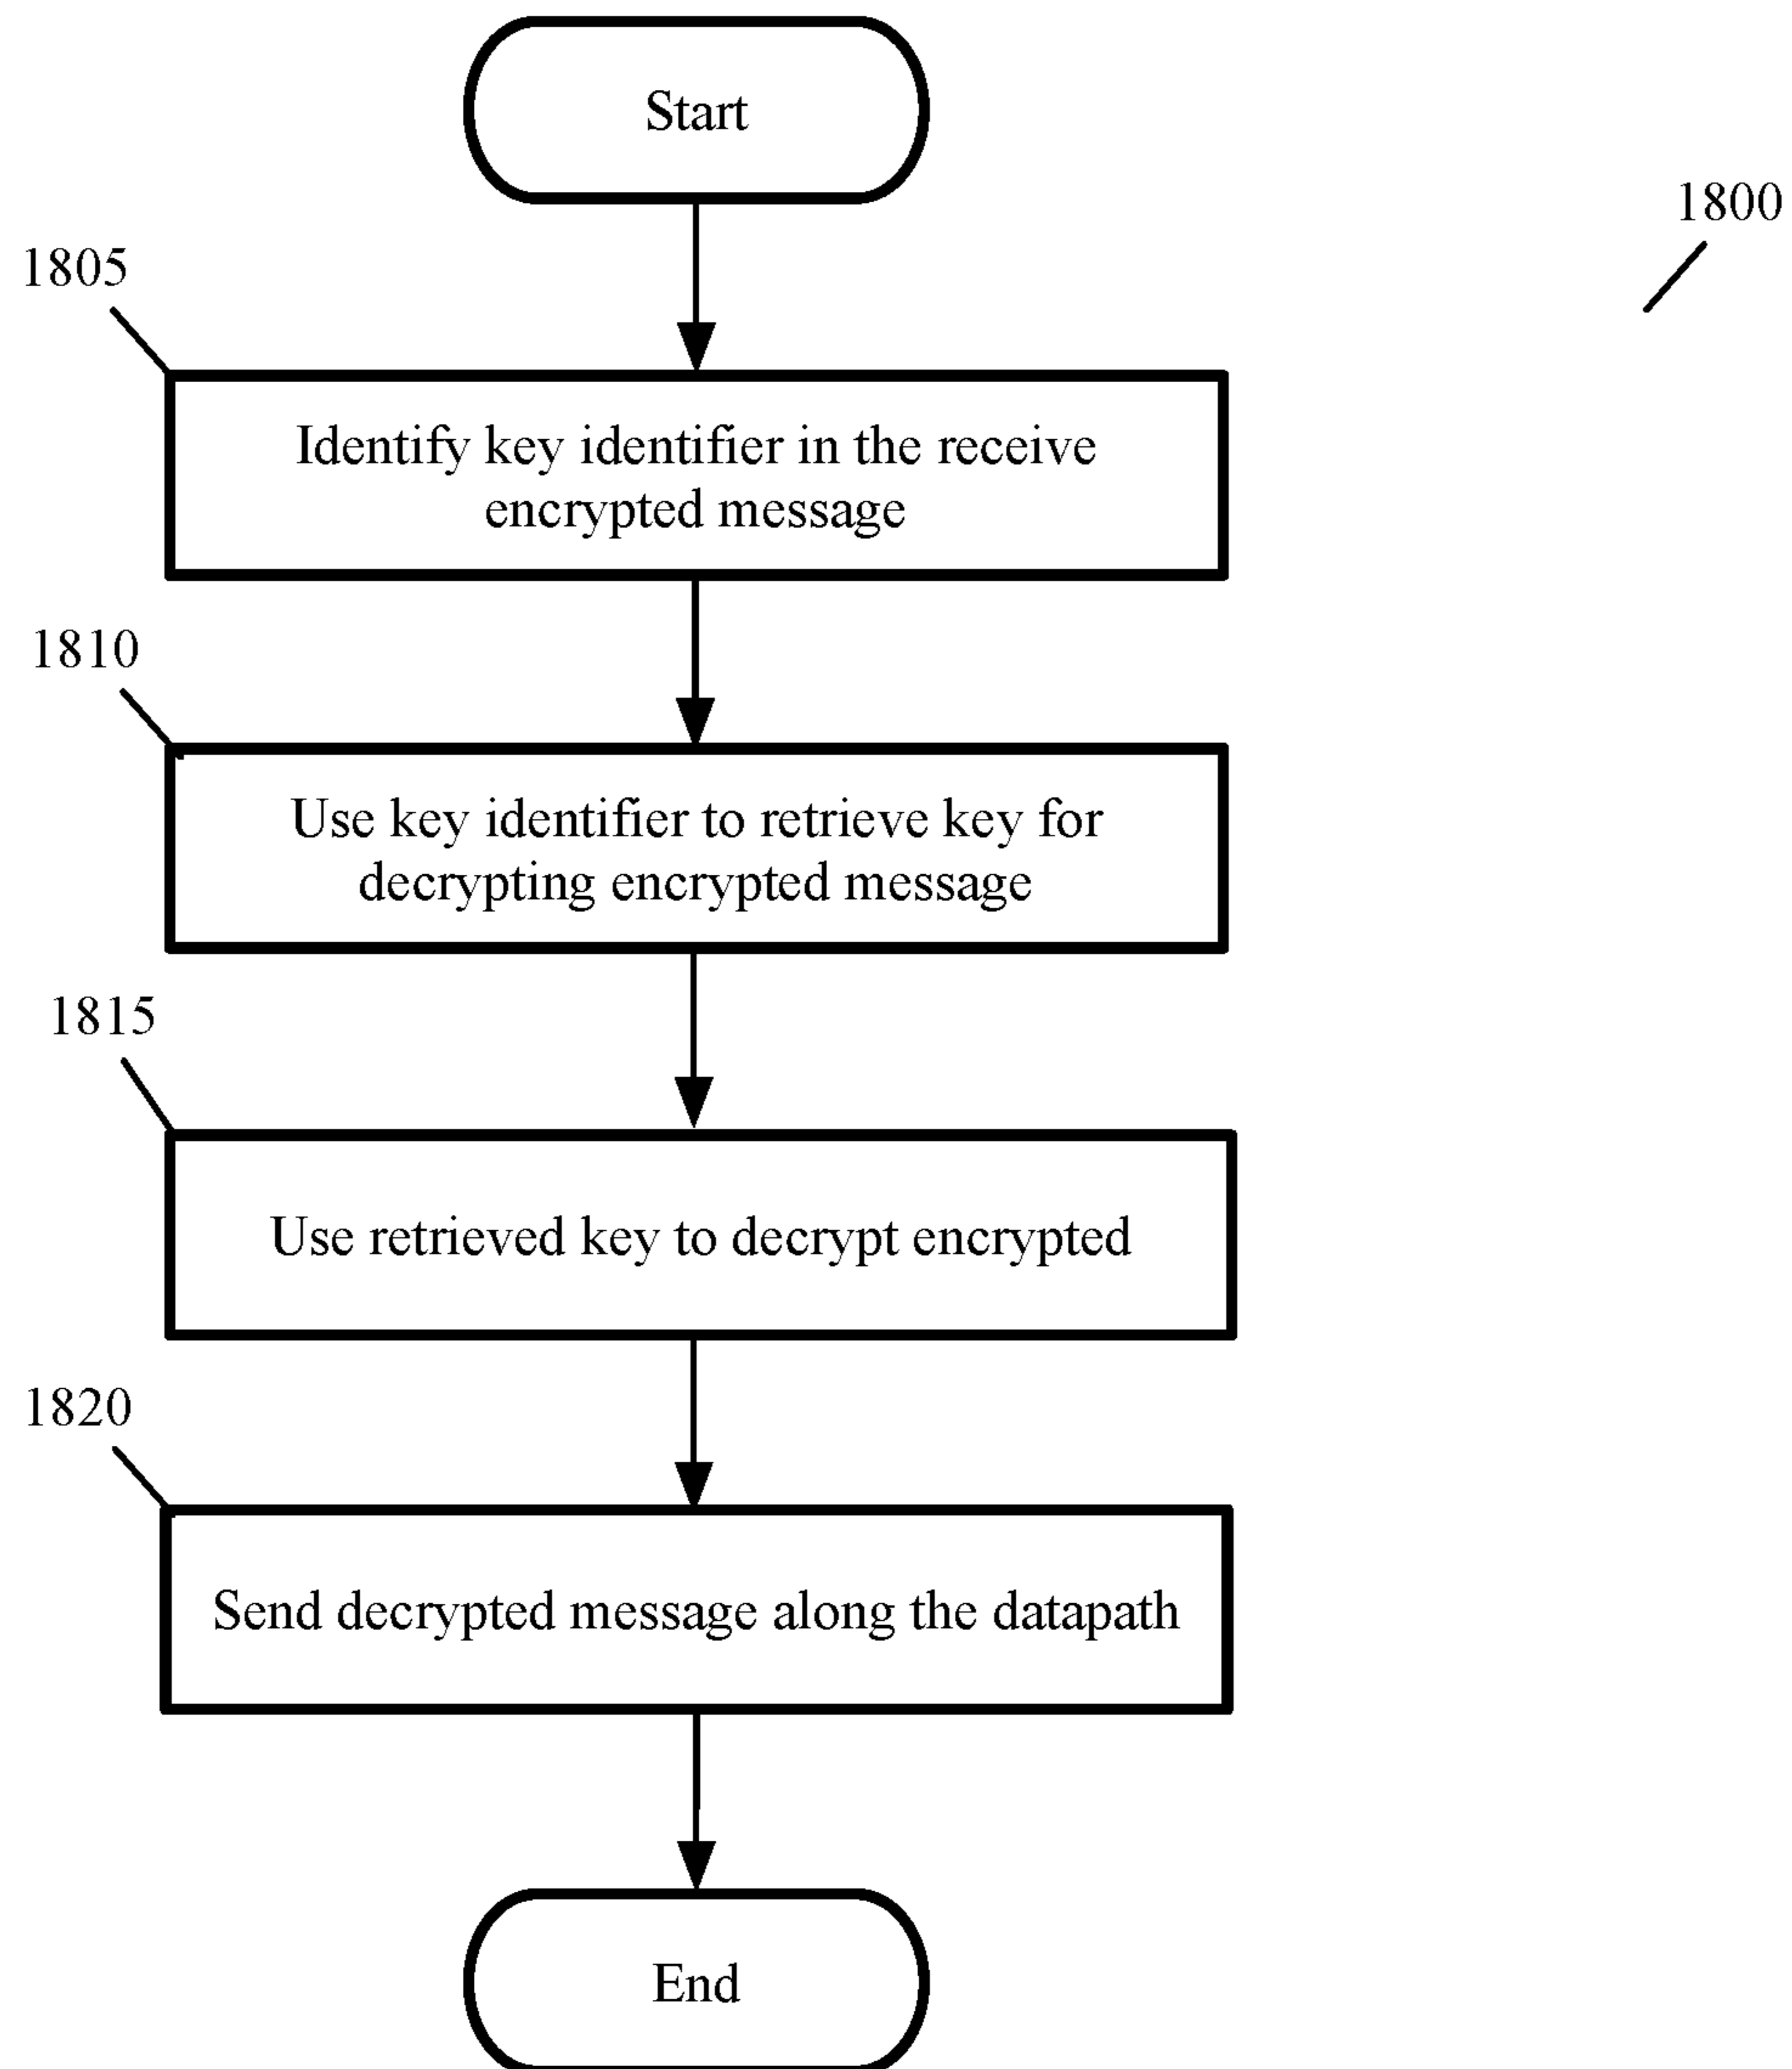 Start
1800
1805
Identify key identifier in the receive
encrypted message
1810
Use key identifier to retrieve key for
decrypting encrypted message
1815
Use retrieved key to decrypt encrypted
1820
Send decrypted message along the datapath
End